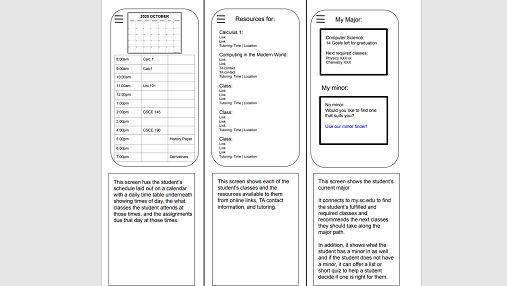 2020 OCTOBER
8:00am Calc 1
9:00am Calc1
10:00am
11:00am Uni 101
12:00pm
1:00pm
2:00pm CSCE 145
3:00pm
4:00pm CSCE 190
5:00pm History Paper
6:00pm
7:00pm Derivatives
This screen has the student's
schedule laid out on a calendar
with a daily time table underneath
showing times of day, the what
classes the student attends at
those times, and the assignments
due that day at those times.
Resources for:
Calculus 1:
Link
Link
Link
Tutoring: Time | Location
Computing in the Modern World:
Link
Link
TA contact
TA contact
Tutoring: Time | Location
Class:
Link
Link
Link
Tutoring: Time | Location
Class:
Link
Link
Link
Tutoring: Time | Location
Class:
Link
Link
Link
Tutoring: Time | Location
This screen shows each of the
student's classes and the
resources available to them
from online links, TA contact
information, and tutoring.
My Major:
Computer Science:
14 Goals left for graduation
Next required classes:
Physics XXX or
Chemistry XXX
My minor:
No minor.
Would you like to find one
that suits you?
Use our minor finder!
This screen shows the student's
current major
It connects to my.sc.edu to find
the student's fulfilled and
required classes and
recommends the next classes
they should take along the
major path.
In addition, it shows what the
student has a minor in as
well and if the student does not
have a minor, it can offer a list or
short quiz to help a student
decide if one is right for them.